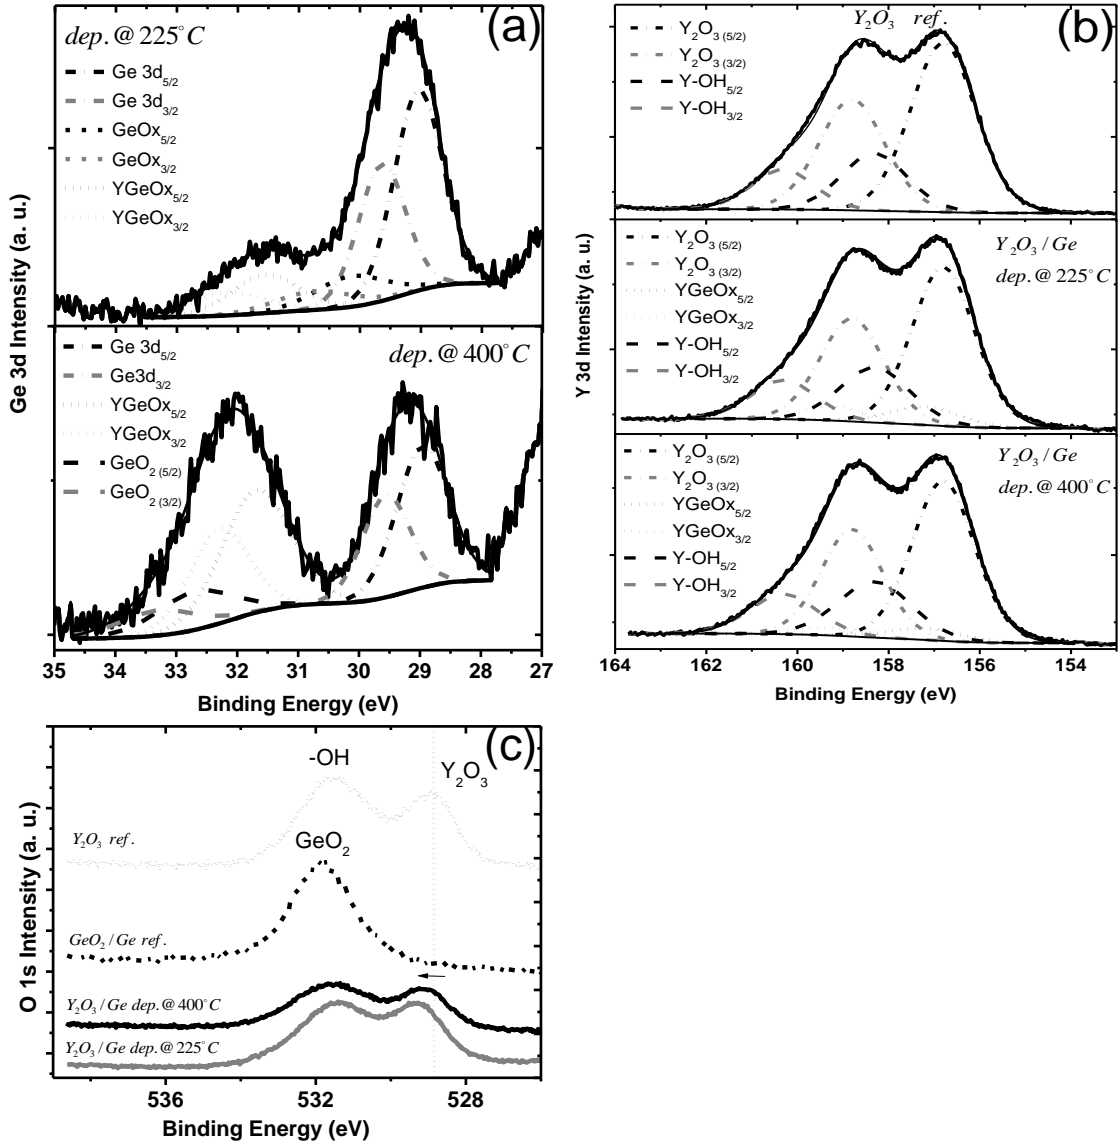 (a)
dep.@225°C
Ge 3d5/2
Ge 3d3/2
GeOx5/2
GeOx3/2
YGeOx5/2
YGeOx3/2
dep.@400°C
Ge 3d5/2
Ge3d3/2
YGeOx5/2
YGeOx3/2
GeO2 (5/2)
GeO2 (3/2)
Ge 3d Intensity (a. u.)
35 34 33 32 31 30 29 28 27
Binding Energy (eV)
(b)
Y2O3 ref.
Y2O3 (5/2)
Y2O3 (3/2)
Y-OH5/2
Y-OH3/2
Y2O3/Ge
dep.@225°C
Y2O3 (5/2)
Y2O3 (3/2)
YGeOx5/2
YGeOx3/2
Y-OH5/2
Y-OH3/2
Y2O3/Ge
dep.@400°C
Y2O3 (5/2)
Y2O3 (3/2)
YGeOx5/2
YGeOx3/2
Y-OH5/2
Y-OH3/2
Y 3d Intensity (a. u.)
164 162 160 158 156 154
Binding Energy (eV)
(c)
-OH
Y2O3
Y2O3 ref.
GeO2
GeO2/Ge ref.
Y2O3/Ge dep.@400°C
Y2O3/Ge dep.@225°C
O 1s Intensity (a. u.)
536 532 528
Binding Energy (eV)